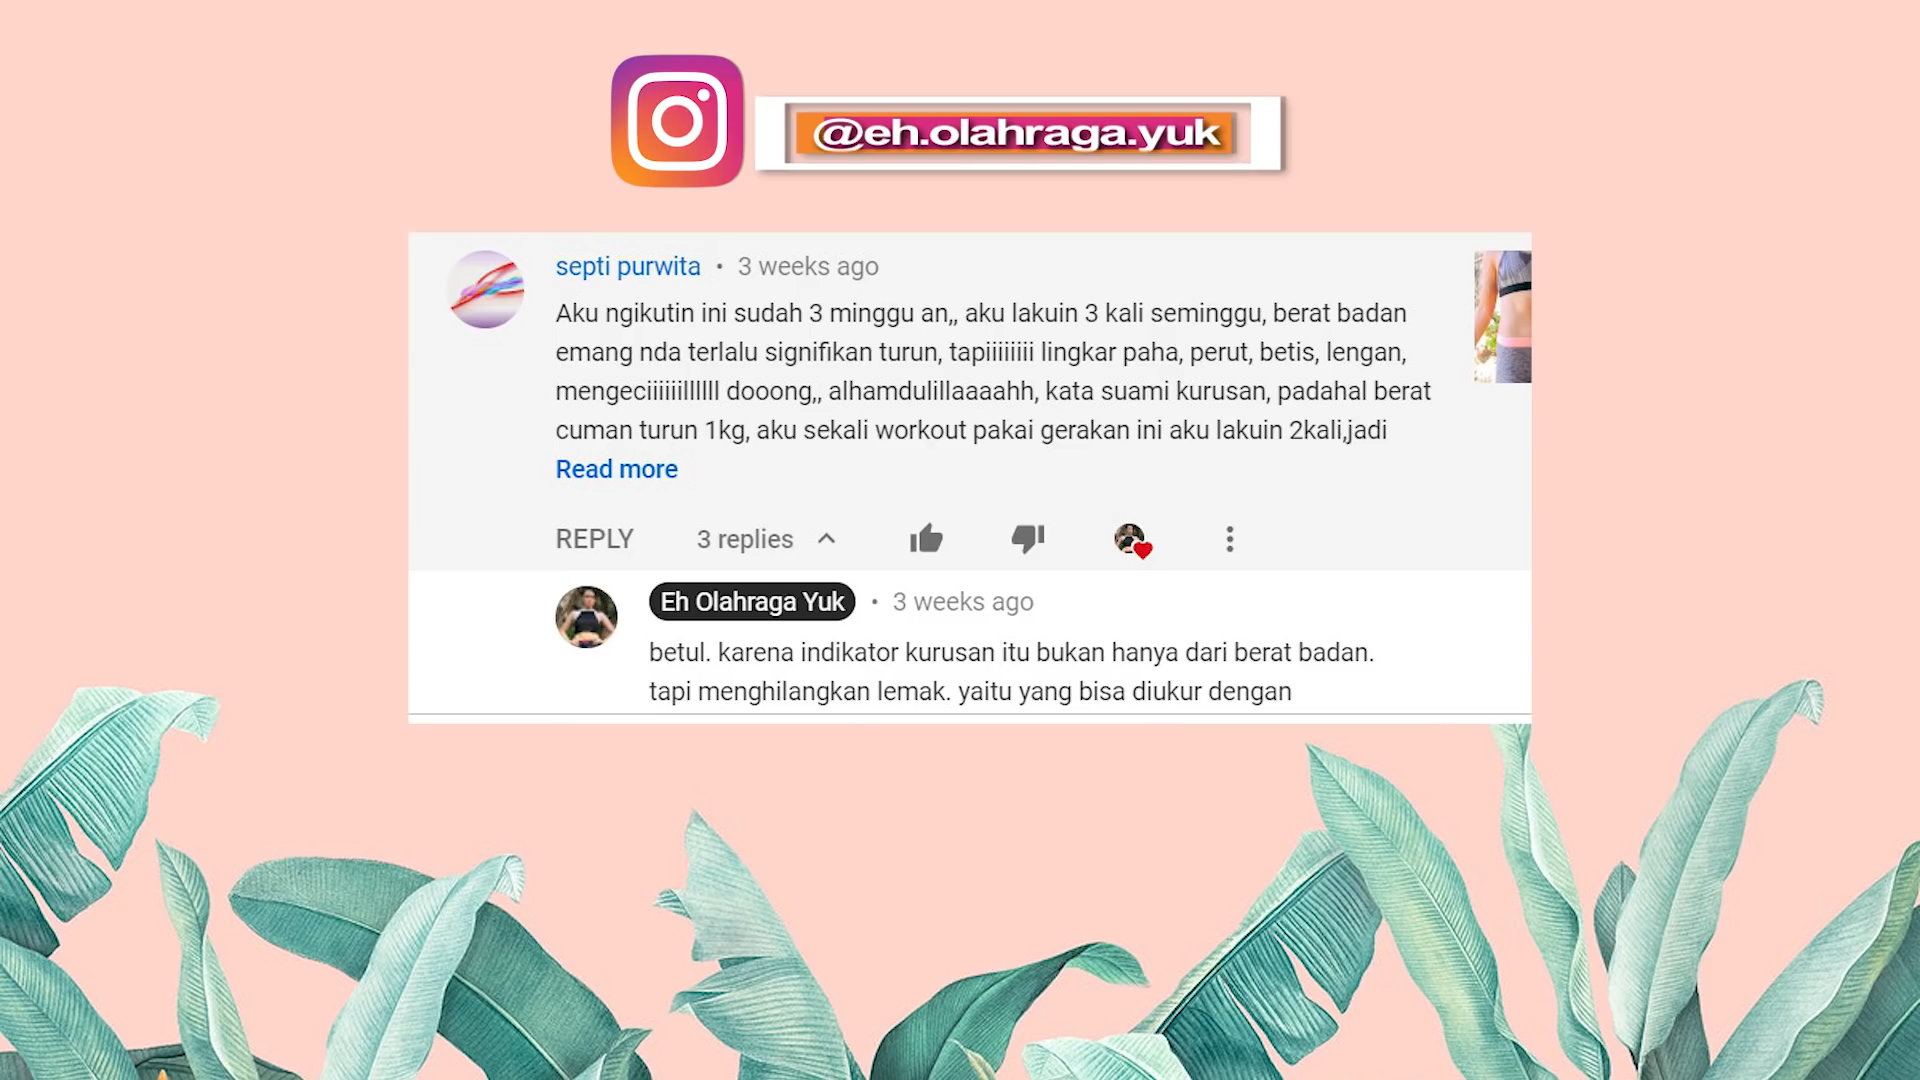 @eh.olahraga.yuk
septi purwita • 3 weeks ago
Aku ngikutin ini sudah 3 minggu an,, aku lakuin 3 kali seminggu, berat badan
emang nda terlalu signifikan turun, tapiiiiiiii lingkar paha, perut, betis, lengan,
mengeciiiiiillllll dooong,, alhamdulillaaaahh, kata suami kurusan, padahal berat
cuman turun 1kg, aku sekali workout pakai gerakan ini aku lakuin 2kali,jadi
Read more
REPLY 3 replies
Eh Olahraga Yuk • 3 weeks ago
betul. karena indikator kurusan itu bukan hanya dari berat badan.
tapi menghilangkan lemak. yaitu yang bisa diukur dengan